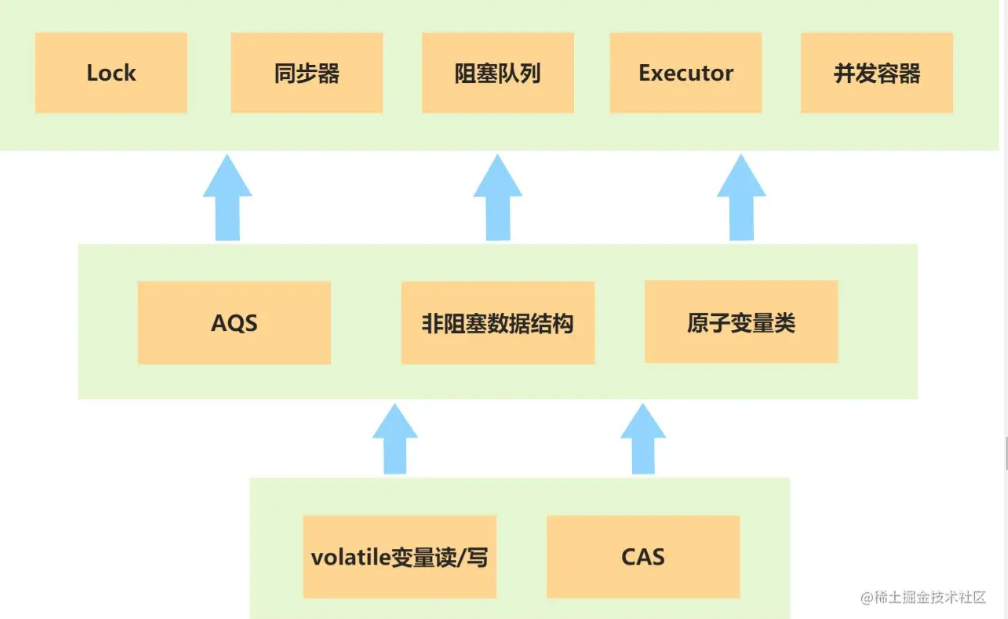 Lock
同步器
阻塞队列
Executor
并发容器
AQS
非阻塞数据结构
原子变量类
volatile变量读/写
CAS
@稀土掘金技术社区